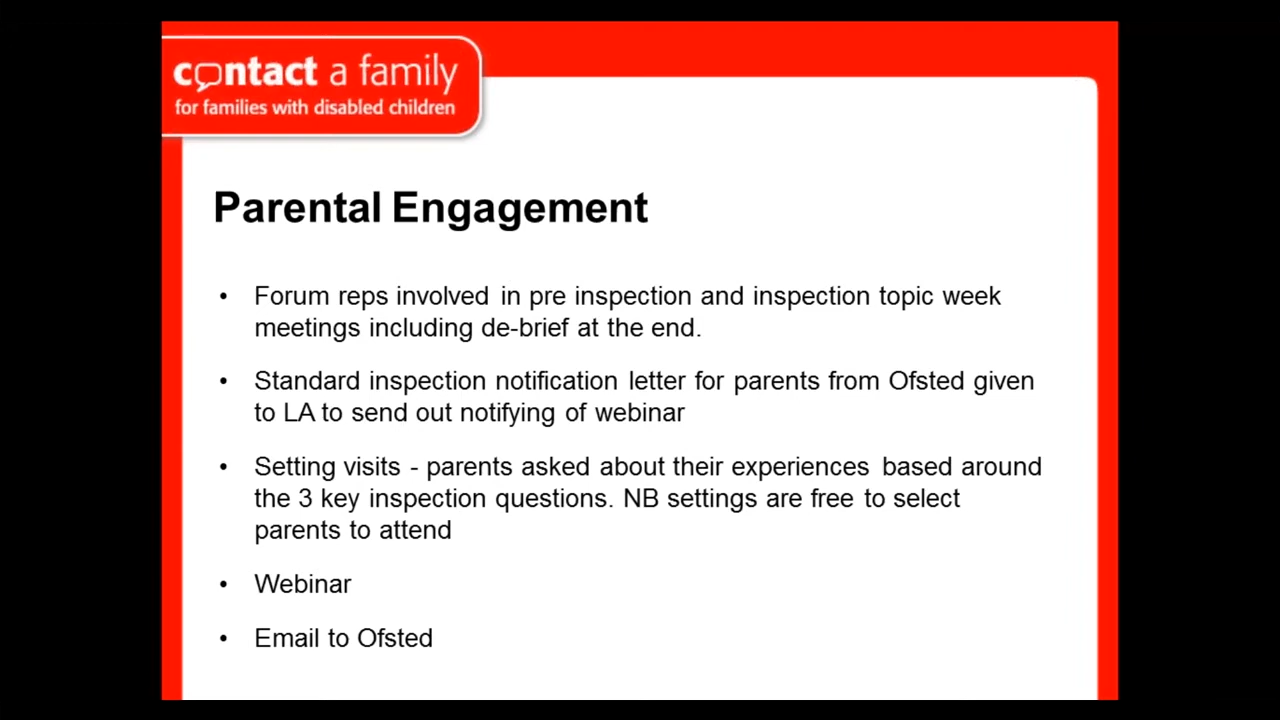 contact a family
for families with disabled children
Parental Engagement
• Forum reps involved in pre inspection and inspection topic week
meetings including de-brief at the end.
• Standard inspection notification letter for parents from Ofsted given
to LA to send out notifying of webinar
• Setting visits - parents asked about their experiences based around
the 3 key inspection questions. NB settings are free to select
parents to attend
• Webinar
• Email to Ofsted